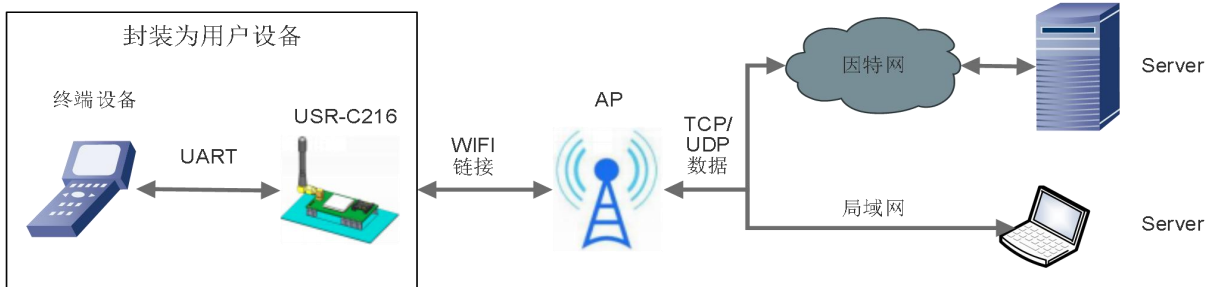 封装为用户设备
终端设备
USR-C216
UART
WIFI
链接
AP
TCP/
UDP
数据
因特网
Server
局域网
Server